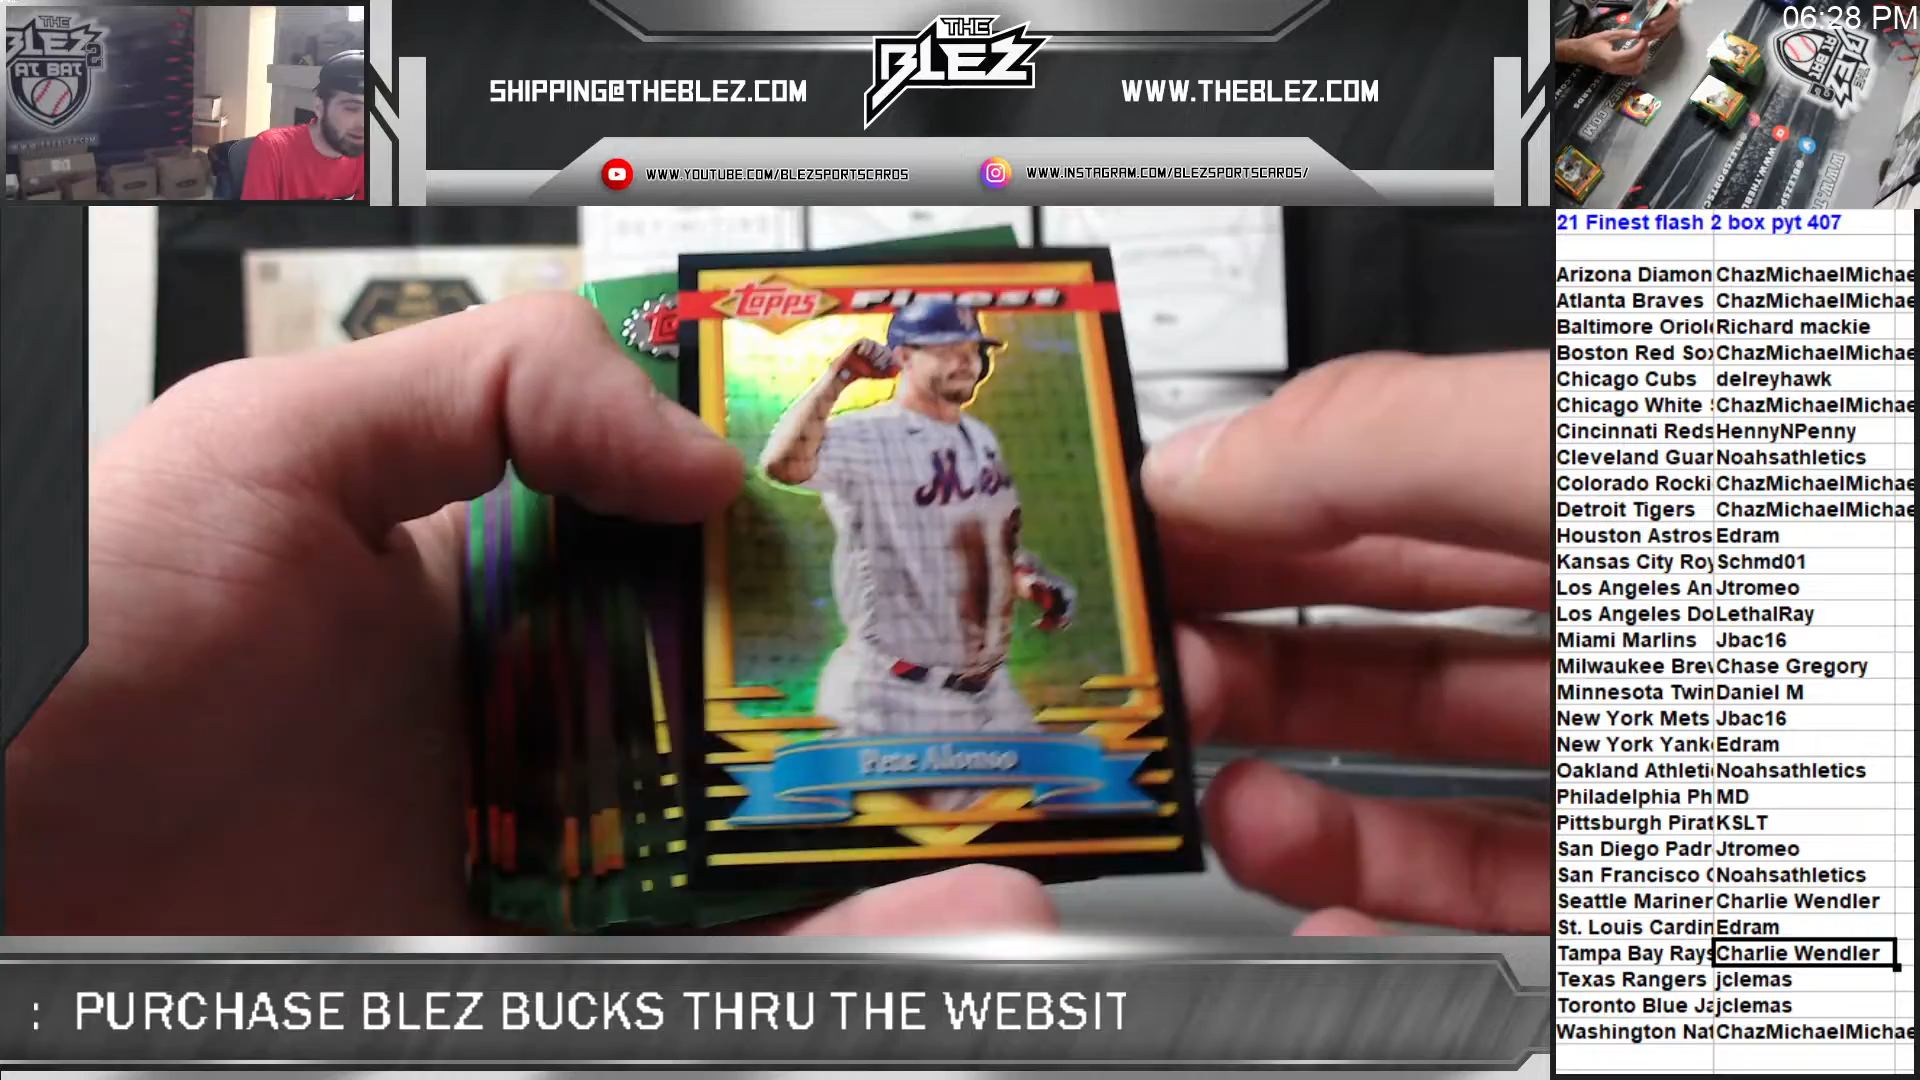 THE
BLEZ
AT BAT
THE
BLEZ
SHIPPING@THEBLEZ.COM
WWW.THEBLEZ.COM
WWW.YOUTUBE.COM/BLEZSPORTSCARDS
WWW.INSTAGRAM.COM/BLEZSPORTSCARDS/
06:28 PM
Topps Finest
Mets
Pete Alonso
21 Finest flash 2 box pyt 407
Arizona Diamon ChazMichaelMichae
Atlanta Braves ChazMichaelMichae
Baltimore Oriole Richard mackie
Boston Red Sox ChazMichaelMichae
Chicago Cubs delreyhawk
Chicago White ChazMichaelMichae
Cincinnati Reds HennyNPenny
Cleveland Guar Noahsathletics
Colorado Rocki ChazMichaelMichae
Detroit Tigers ChazMichaelMichae
Houston Astros Edram
Kansas City Roy Schmd01
Los Angeles An Jtromeo
Los Angeles Do LethalRay
Miami Marlins Jbac16
Milwaukee Brew Chase Gregory
Minnesota Twin Daniel M
New York Mets Jbac16
New York Yank Edram
Oakland Athleti Noahsathletics
Philadelphia Ph MD
Pittsburgh Pirat KSLT
San Diego Padr Jtromeo
San Francisco G Noahsathletics
Seattle Mariner Charlie Wendler
St. Louis Cardin Edram
Tampa Bay Rays Charlie Wendler
Texas Rangers jclemas
Toronto Blue Ja jclemas
Washington Nat ChazMichaelMichae
: PURCHASE BLEZ BUCKS THRU THE WEBSIT